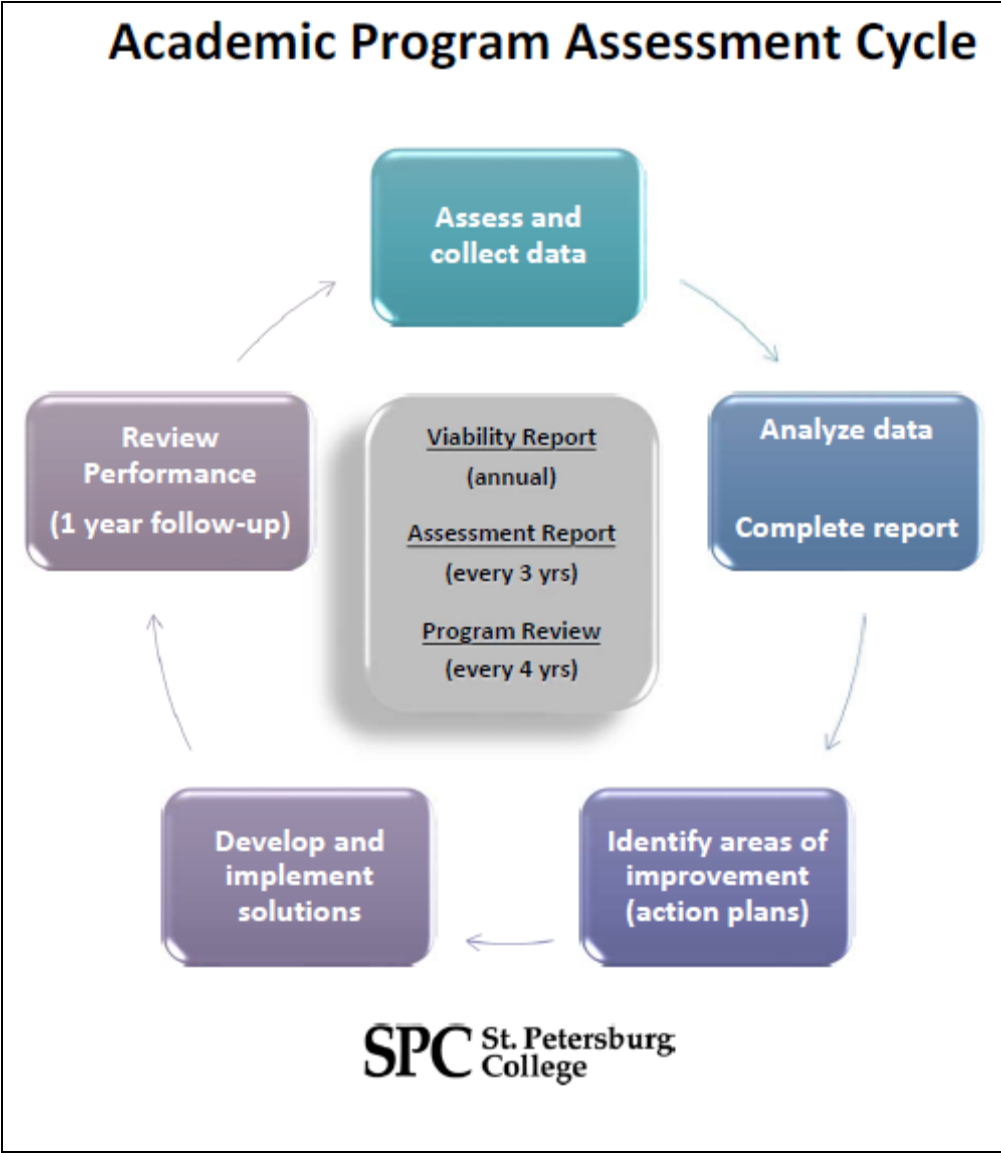 Academic Program Assessment Cycle
Assess and
collect data
Analyze data
Complete report
Identify areas of
improvement
(action plans)
Develop and
implement
solutions
Review
Performance
(1 year follow-up)
Viability Report
(annual)
Assessment Report
(every 3 yrs)
Program Review
(every 4 yrs)
SPC St. Petersburg
College